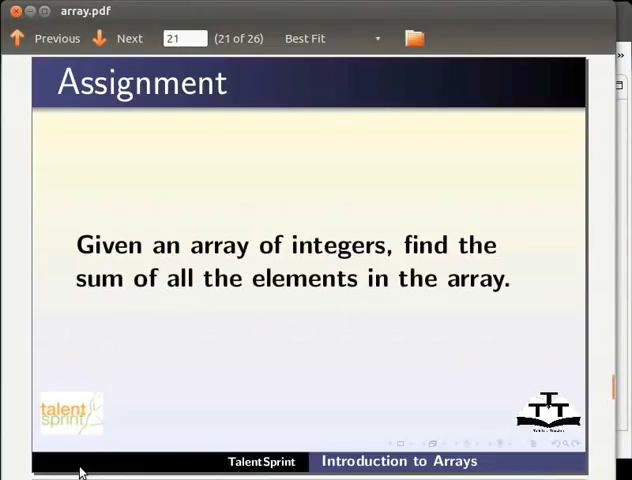 array.pdf
Previous Next 21 (21 of 26) Best Fit
»
Assignment
Given an array of integers, find the
sum of all the elements in the array.
talent
sprint
TTT
TalentSprint Introduction to Arrays